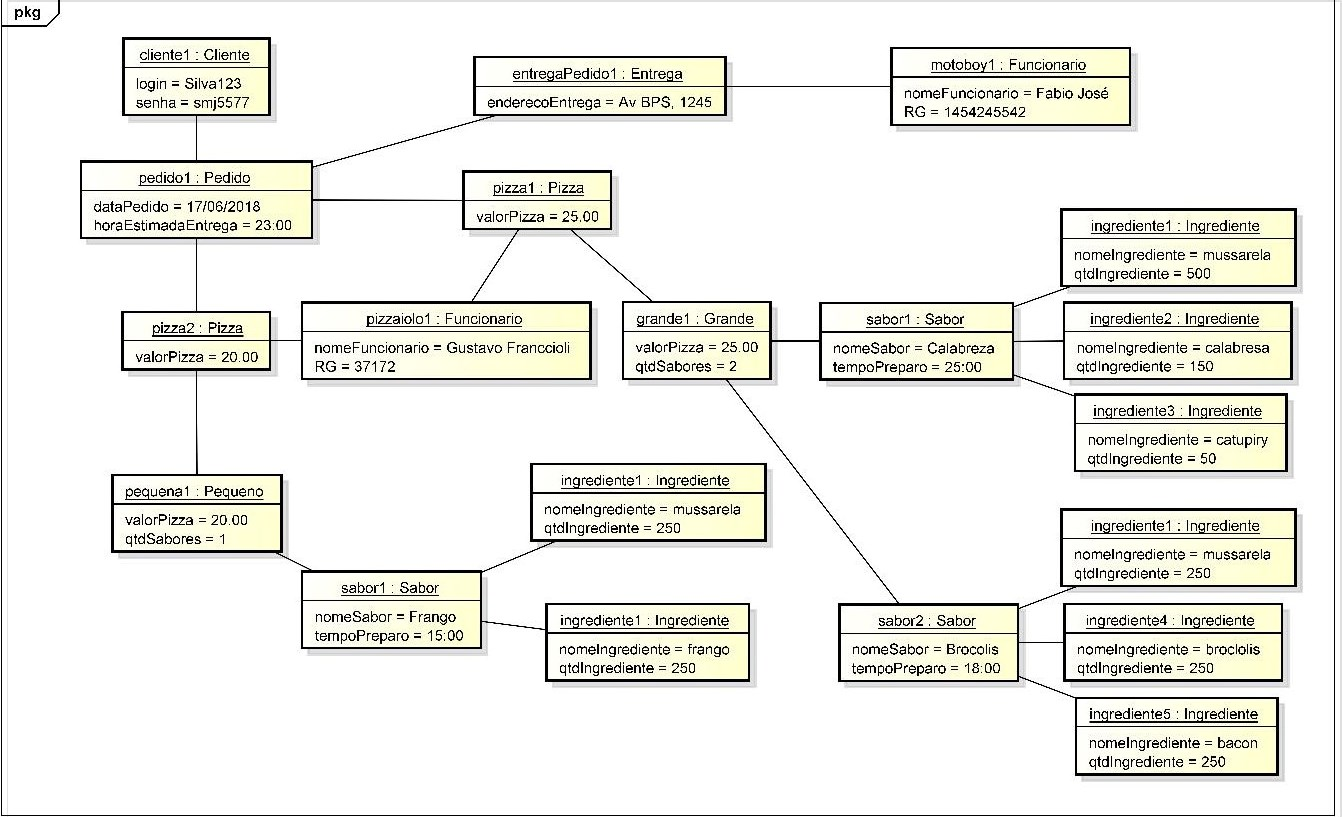 pkg
cliente1 : Cliente
login = Silva123
senha = smj5577
entregaPedido1 : Entrega
enderecoEntrega = Av BPS, 1245
motoboy1 : Funcionario
nomeFuncionario = Fabio José
RG = 1454245542
pedido1 : Pedido
dataPedido = 17/06/2018
horaEstimadaEntrega = 23:00
pizza1 : Pizza
valorPizza = 25.00
ingrediente1 : Ingrediente
nomeIngrediente = mussarela
qtdIngrediente = 500
pizza2 : Pizza
valorPizza = 20.00
pizzaiolo1 : Funcionario
nomeFuncionario = Gustavo Franccioli
RG = 37172
grande1 : Grande
valorPizza = 25.00
qtdSabores = 2
sabor1 : Sabor
nomeSabor = Calabreza
tempoPreparo = 25:00
ingrediente2 : Ingrediente
nomeIngrediente = calabresa
qtdIngrediente = 150
ingrediente3 : Ingrediente
nomeIngrediente = catupiry
qtdIngrediente = 50
pequena1 : Pequeno
valorPizza = 20.00
qtdSabores = 1
ingrediente1 : Ingrediente
nomeIngrediente = mussarela
qtdIngrediente = 250
ingrediente1 : Ingrediente
nomeIngrediente = mussarela
qtdIngrediente = 250
sabor1 : Sabor
nomeSabor = Frango
tempoPreparo = 15:00
ingrediente1 : Ingrediente
nomeIngrediente = frango
qtdIngrediente = 250
sabor2 : Sabor
nomeSabor = Brocolis
tempoPreparo = 18:00
ingrediente4 : Ingrediente
nomeIngrediente = broclolis
qtdIngrediente = 250
ingrediente5 : Ingrediente
nomeIngrediente = bacon
qtdIngrediente = 250